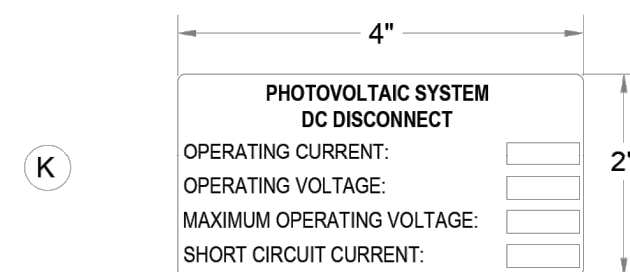 4"
PHOTOVOLTAIC SYSTEM
DC DISCONNECT
K
OPERATING CURRENT:
2"
OPERATING VOLTAGE:
MAXIMUM OPERATING VOLTAGE:
SHORT CIRCUIT CURRENT: